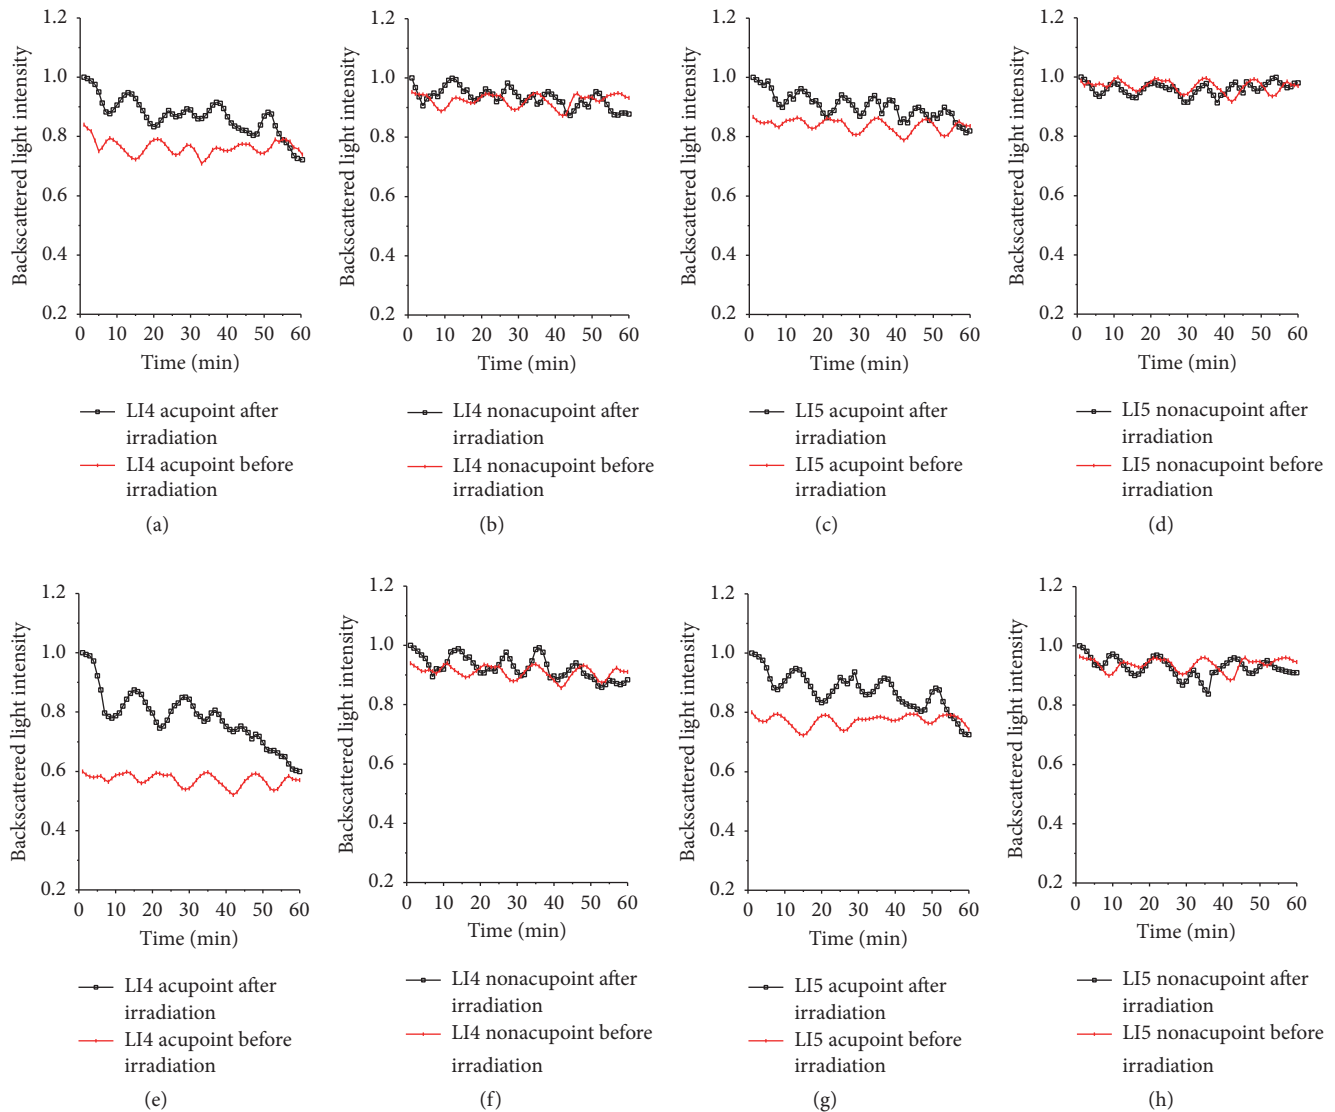 1.2
1.0
0.8
0.6
0.4
0.2
Backscattered light intensity
0 10 20 30 40 50 60
Time (min)
LI4 acupoint after
irradiation
LI4 acupoint before
irradiation
(a)
1.2
1.0
0.8
0.6
0.4
0.2
Backscattered light intensity
0 10 20 30 40 50 60
Time (min)
LI4 nonacupoint after
irradiation
LI4 nonacupoint before
irradiation
(b)
1.2
1.0
0.8
0.6
0.4
0.2
Backscattered light intensity
0 10 20 30 40 50 60
Time (min)
LI5 acupoint after
irradiation
LI5 acupoint before
irradiation
(c)
1.2
1.0
0.8
0.6
0.4
0.2
Backscattered light intensity
0 10 20 30 40 50 60
Time (min)
LI5 nonacupoint after
irradiation
LI5 nonacupoint before
irradiation
(d)
1.2
1.0
0.8
0.6
0.4
0.2
Backscattered light intensity
0 10 20 30 40 50 60
Time (min)
LI4 acupoint after
irradiation
LI4 acupoint before
irradiation
(e)
1.2
1.0
0.8
0.6
0.4
0.2
Backscattered light intensity
0 10 20 30 40 50 60
Time (min)
LI4 nonacupoint after
irradiation
LI4 nonacupoint before
irradiation
(f)
1.2
1.0
0.8
0.6
0.4
0.2
Backscattered light intensity
0 10 20 30 40 50 60
Time (min)
LI5 acupoint after
irradiation
LI5 acupoint before
irradiation
(g)
1.2
1.0
0.8
0.6
0.4
0.2
Backscattered light intensity
0 10 20 30 40 50 60
Time (min)
LI5 nonacupoint after
irradiation
LI5 nonacupoint before
irradiation
(h)